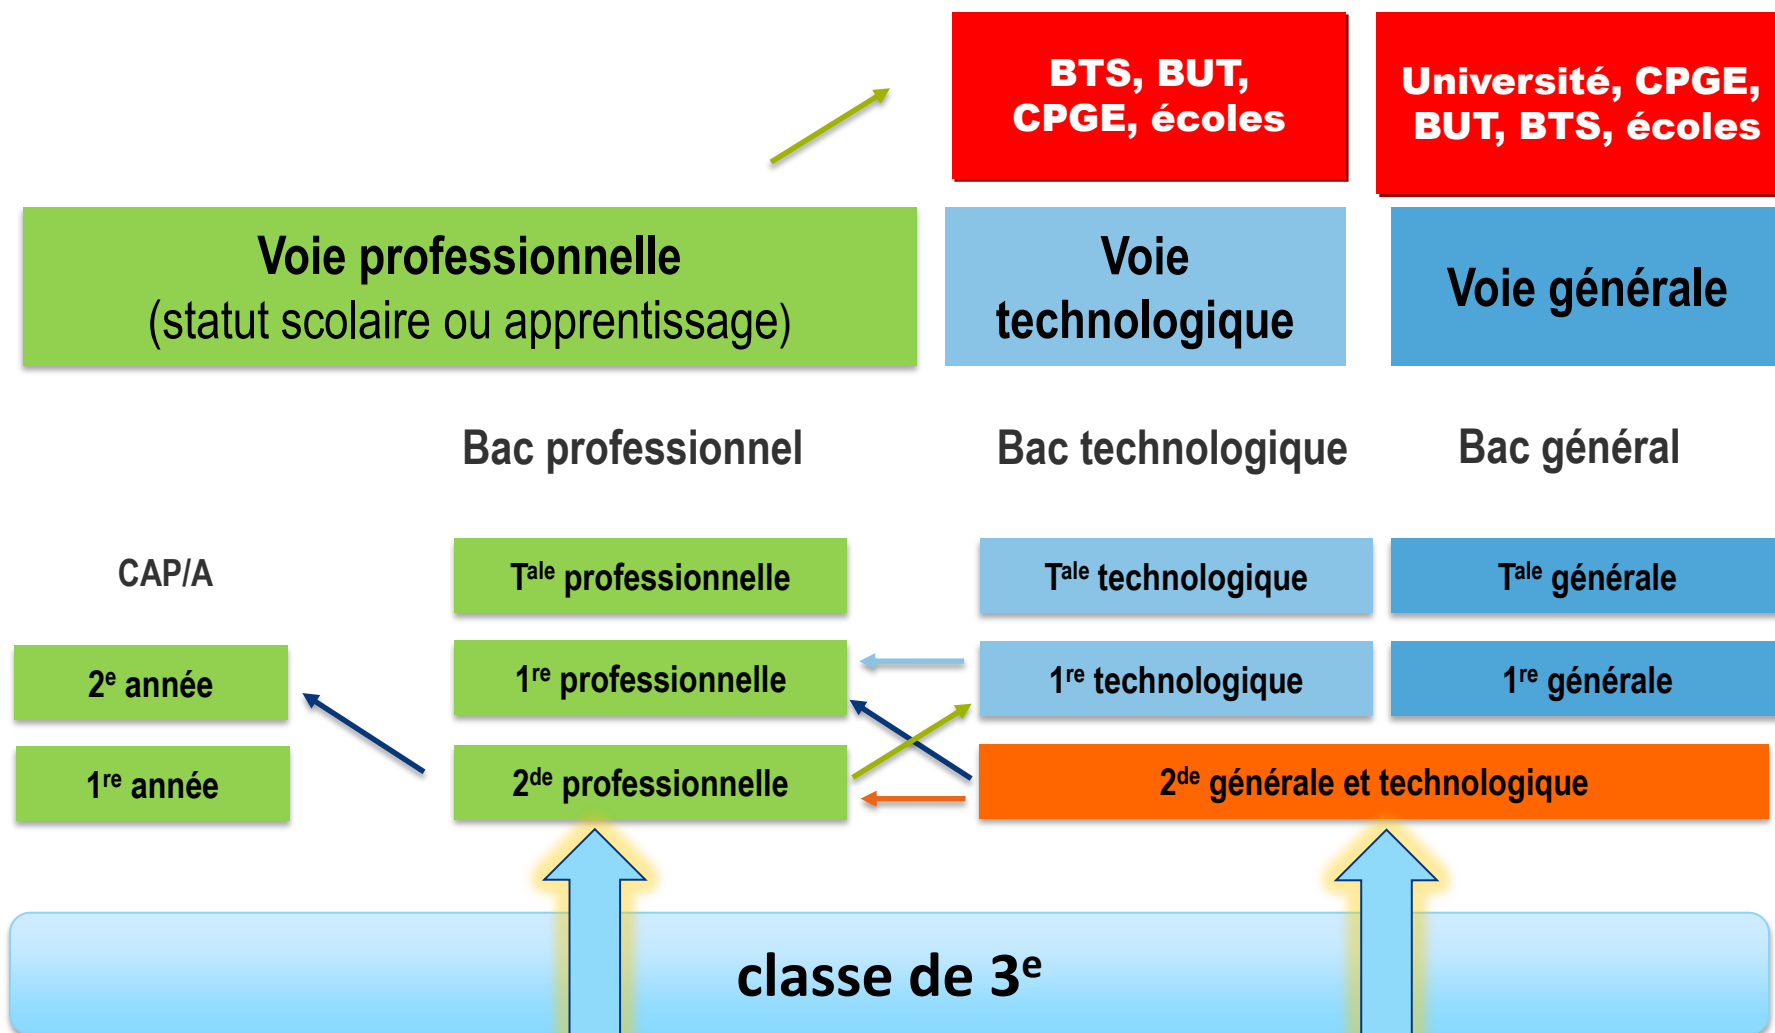 BTS, BUT,
CPGE, écoles
Université, CPGE,
BUT, BTS, écoles
Voie professionnelle
(statut scolaire ou apprentissage)
Voie
technologique
Voie générale
Bac professionnel
Bac technologique
Bac général
CAP/A
Tale professionnelle
Tale technologique
Tale générale
2e année
1re professionnelle
1re technologique
1re générale
1re année
2de professionnelle
2de générale et technologique
classe de 3e